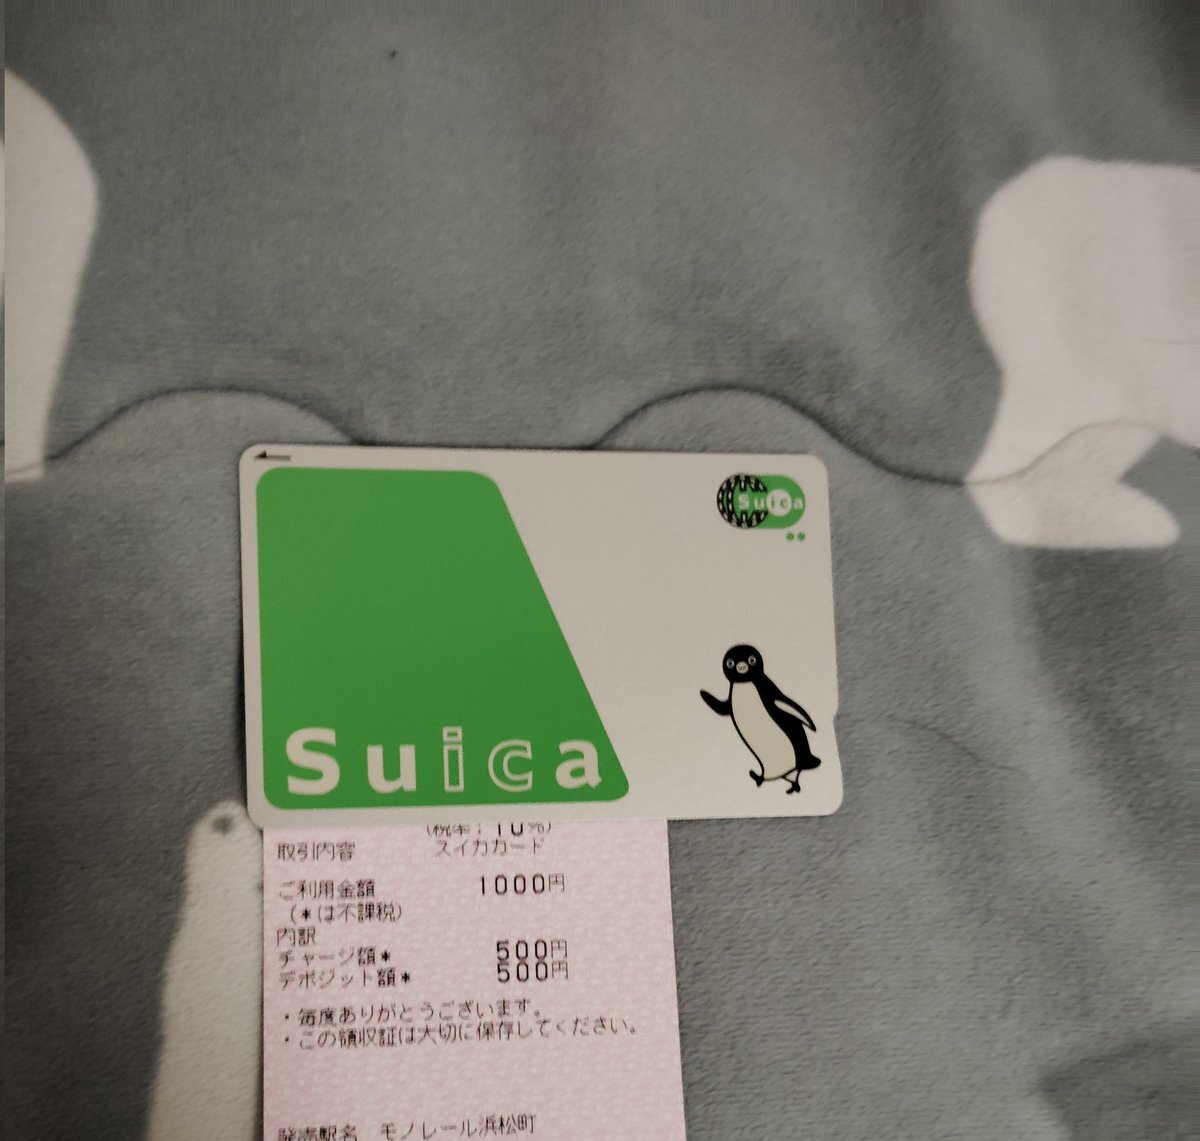 Suica
Suica
(税率:10%)
取引内容 スイカカード
ご利用金額 1000円
(*は不課税)
内訳
チャージ額* 500円
デポジット額* 500円
・毎度ありがとうございます。
・この領収証は大切に保存してください。
発売駅名 モノレール浜松町